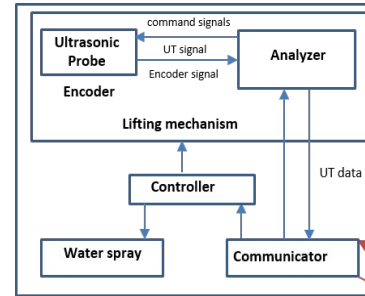 command signals
Ultrasonic
Probe
UT signal
Analyzer
Encoder signal
Encoder
Lifting mechanism
UT data
Controller
Water spray
Communicator